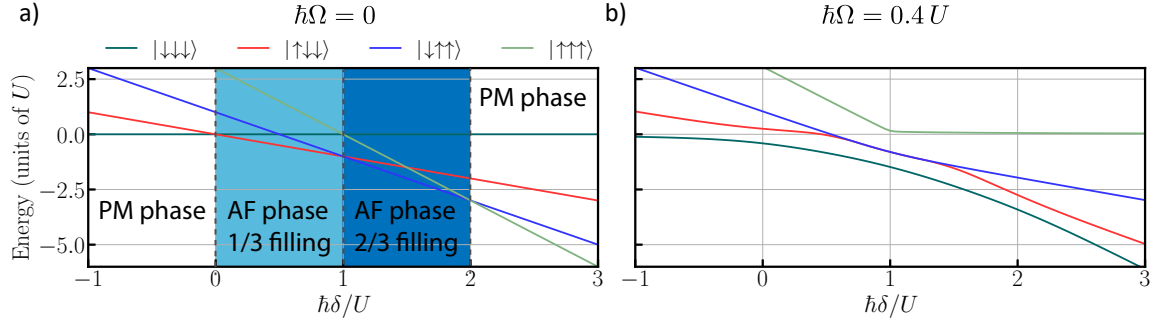 a)
ℏΩ = 0
b)
ℏΩ = 0.4 U
|↓↓↓⟩ |↑↓↓⟩ |↓↑↑⟩ |↑↑↑⟩
Energy (units of U)
2.5
0.0
−2.5
−5.0
PM phase
AF phase
1/3 filling
AF phase
2/3 filling
PM phase
−1 0 1 2 3
ℏδ/U
−1 0 1 2 3
ℏδ/U